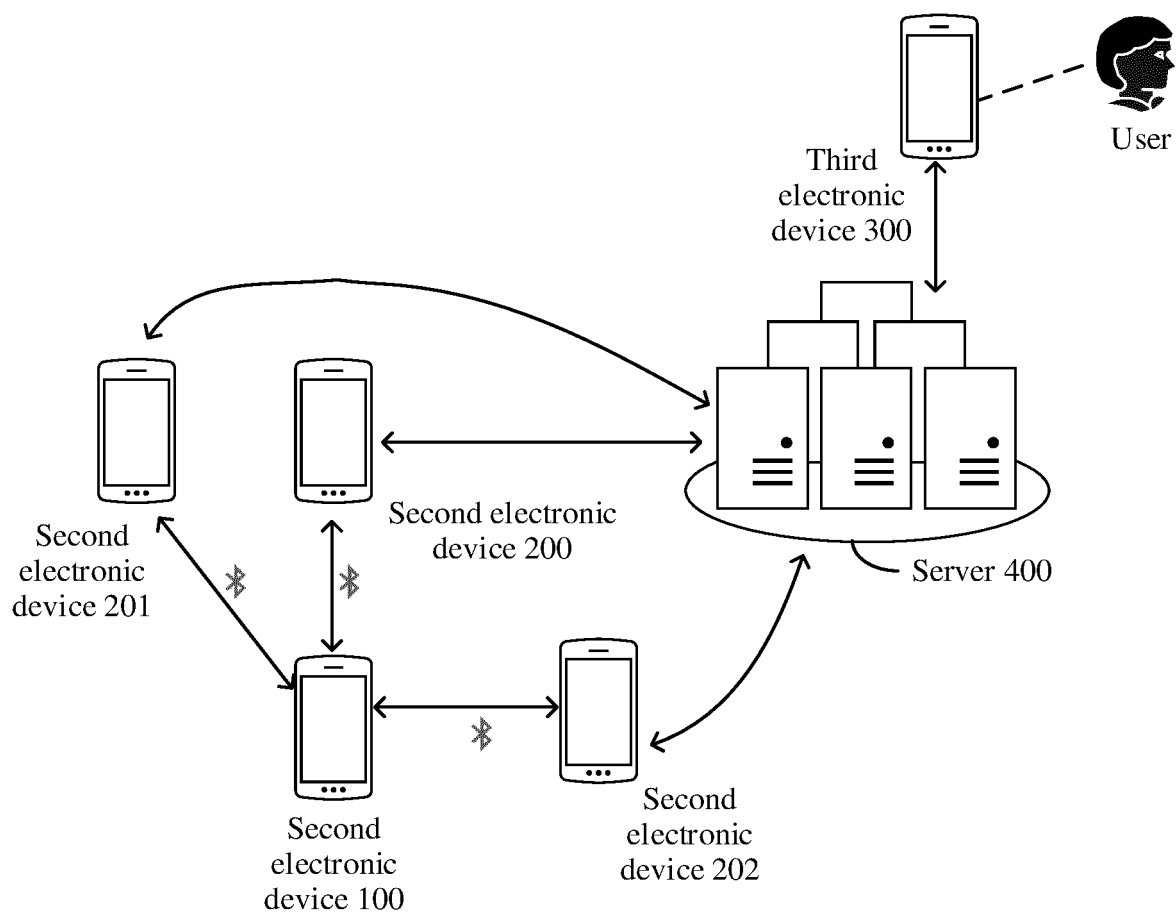 User
Third
electronic
device 300
Second electronic
device 200
Second
electronic
device 201
Server 400
Second
electronic
device 202
Second
electronic
device 100